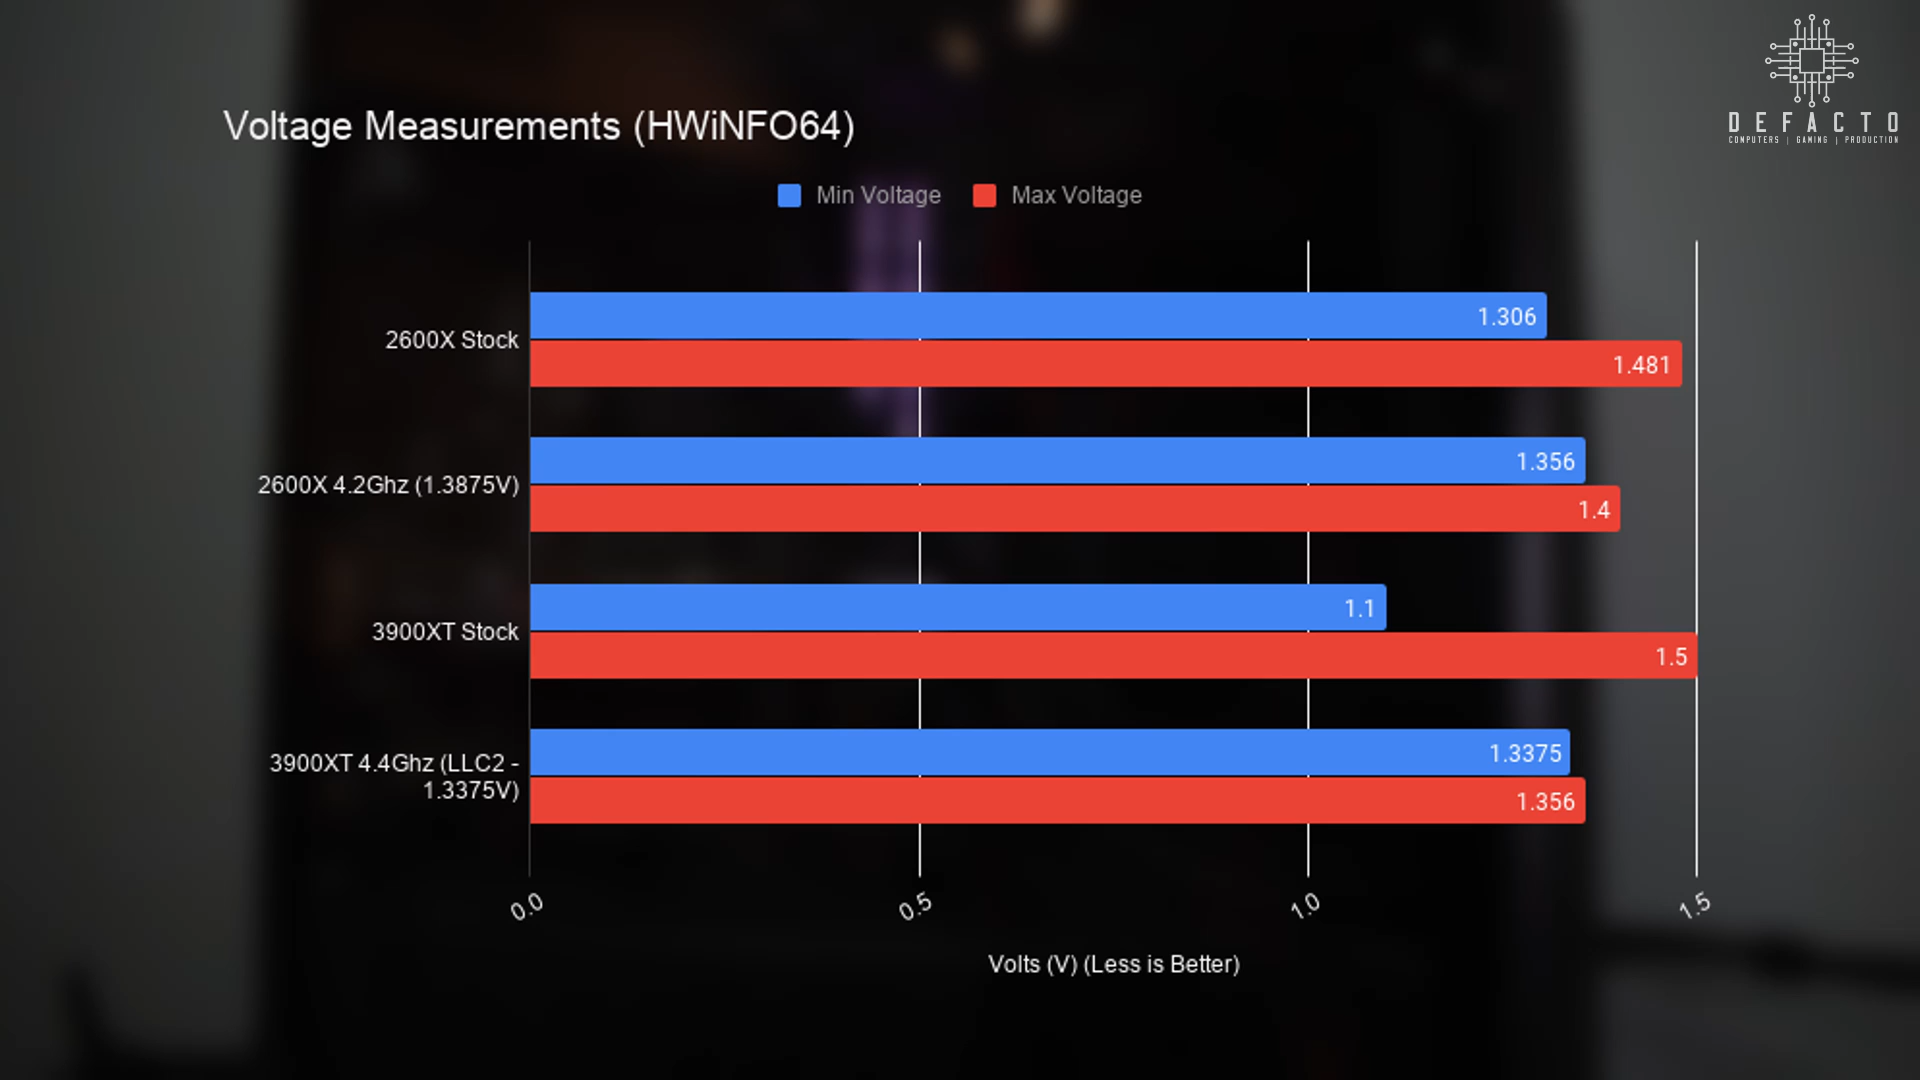 DEFACTO
COMPUTERS | GAMING | PRODUCTION
Voltage Measurements (HWiNFO64)
Min Voltage
Max Voltage
2600X Stock
1.306
1.481
2600X 4.2Ghz (1.3875V)
1.356
1.4
3900XT Stock
1.1
1.5
3900XT 4.4Ghz (LLC2 -
1.3375V)
1.3375
1.356
0.0
0.5
1.0
1.5
Volts (V) (Less is Better)